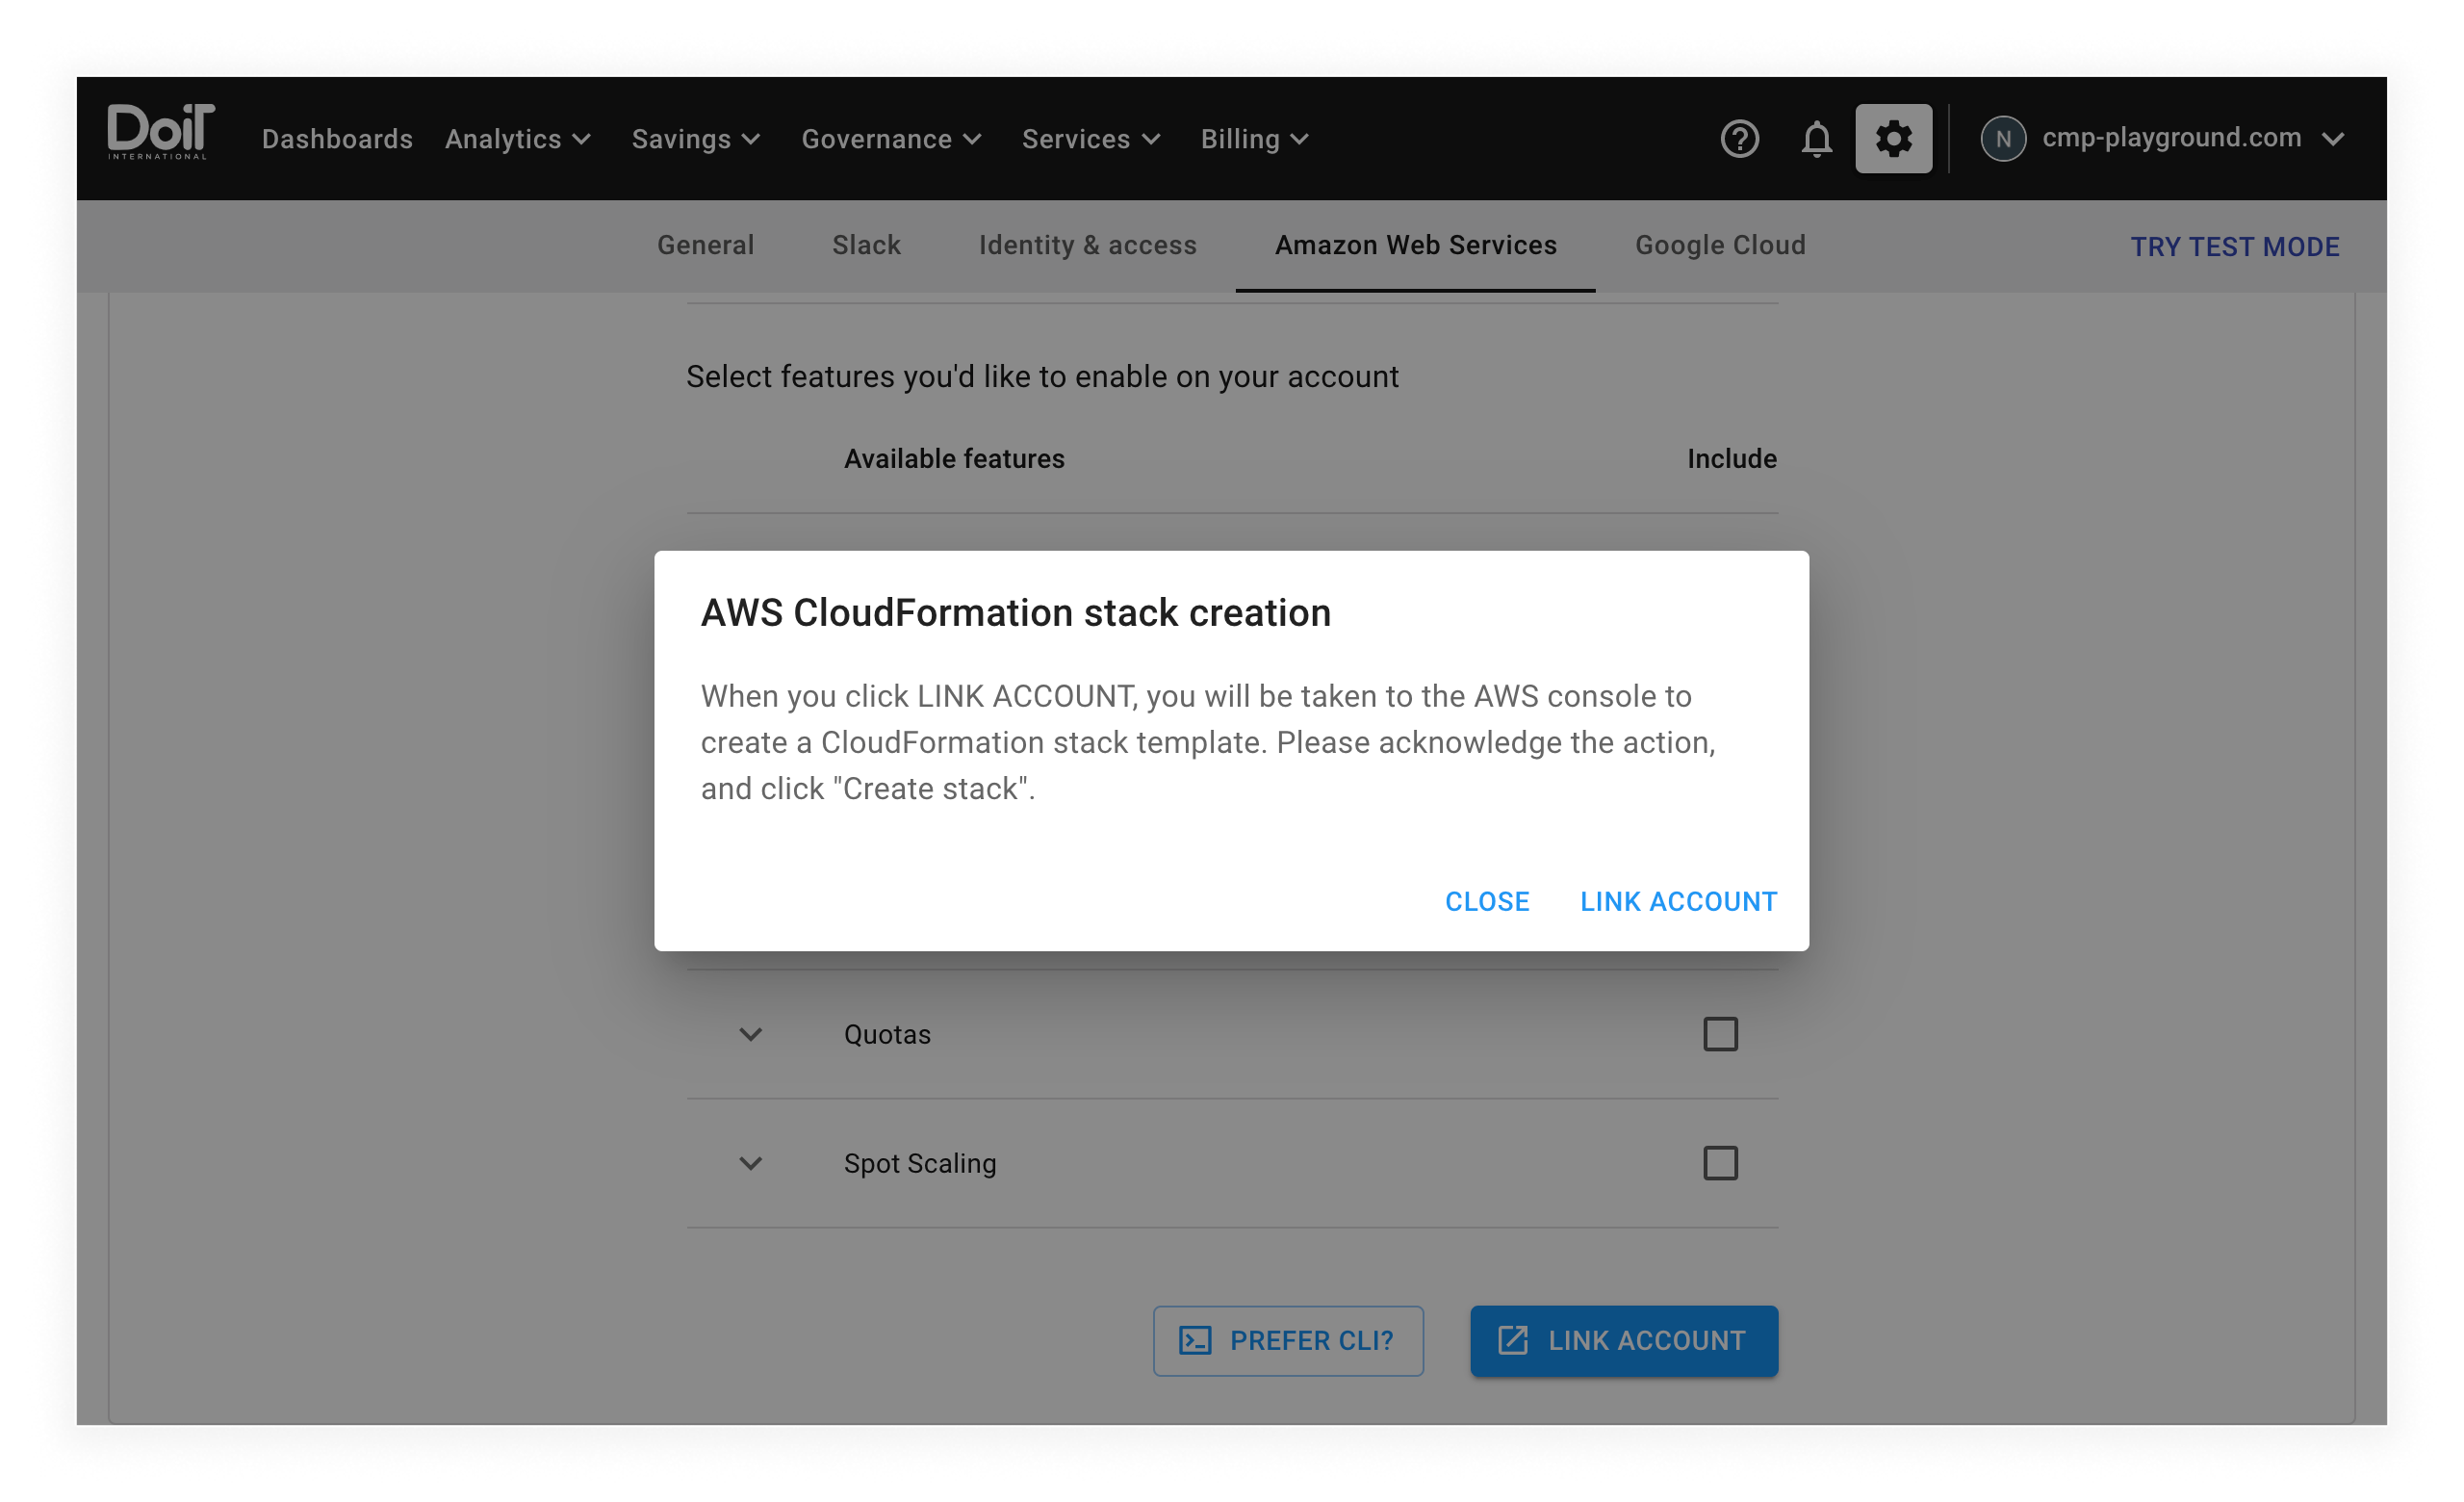 DoiT
INTERNATIONAL
Dashboards Analytics Savings Governance Services Billing
N cmp-playground.com
General Slack Identity & access Amazon Web Services Google Cloud TRY TEST MODE
Select features you'd like to enable on your account
Available features Include
AWS CloudFormation stack creation
When you click LINK ACCOUNT, you will be taken to the AWS console to
create a CloudFormation stack template. Please acknowledge the action,
and click "Create stack".
CLOSE LINK ACCOUNT
Quotas
Spot Scaling
PREFER CLI? LINK ACCOUNT